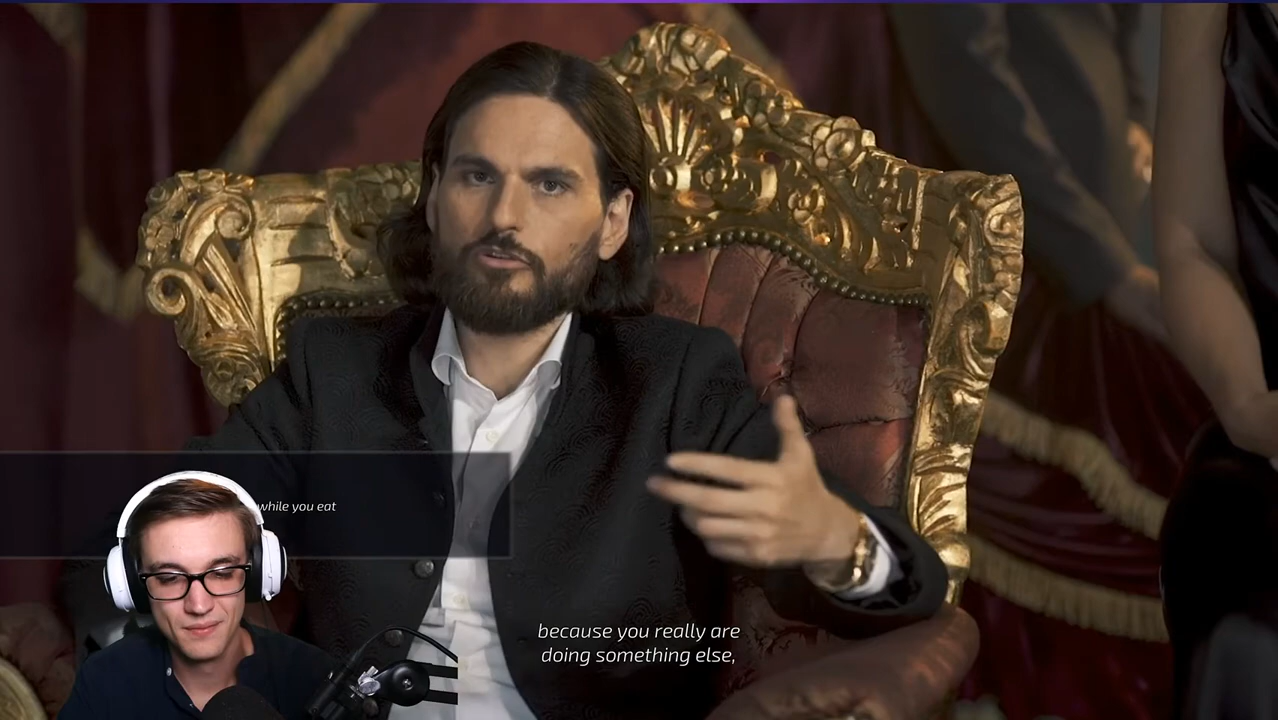 while you eat
because you really are
doing something else,